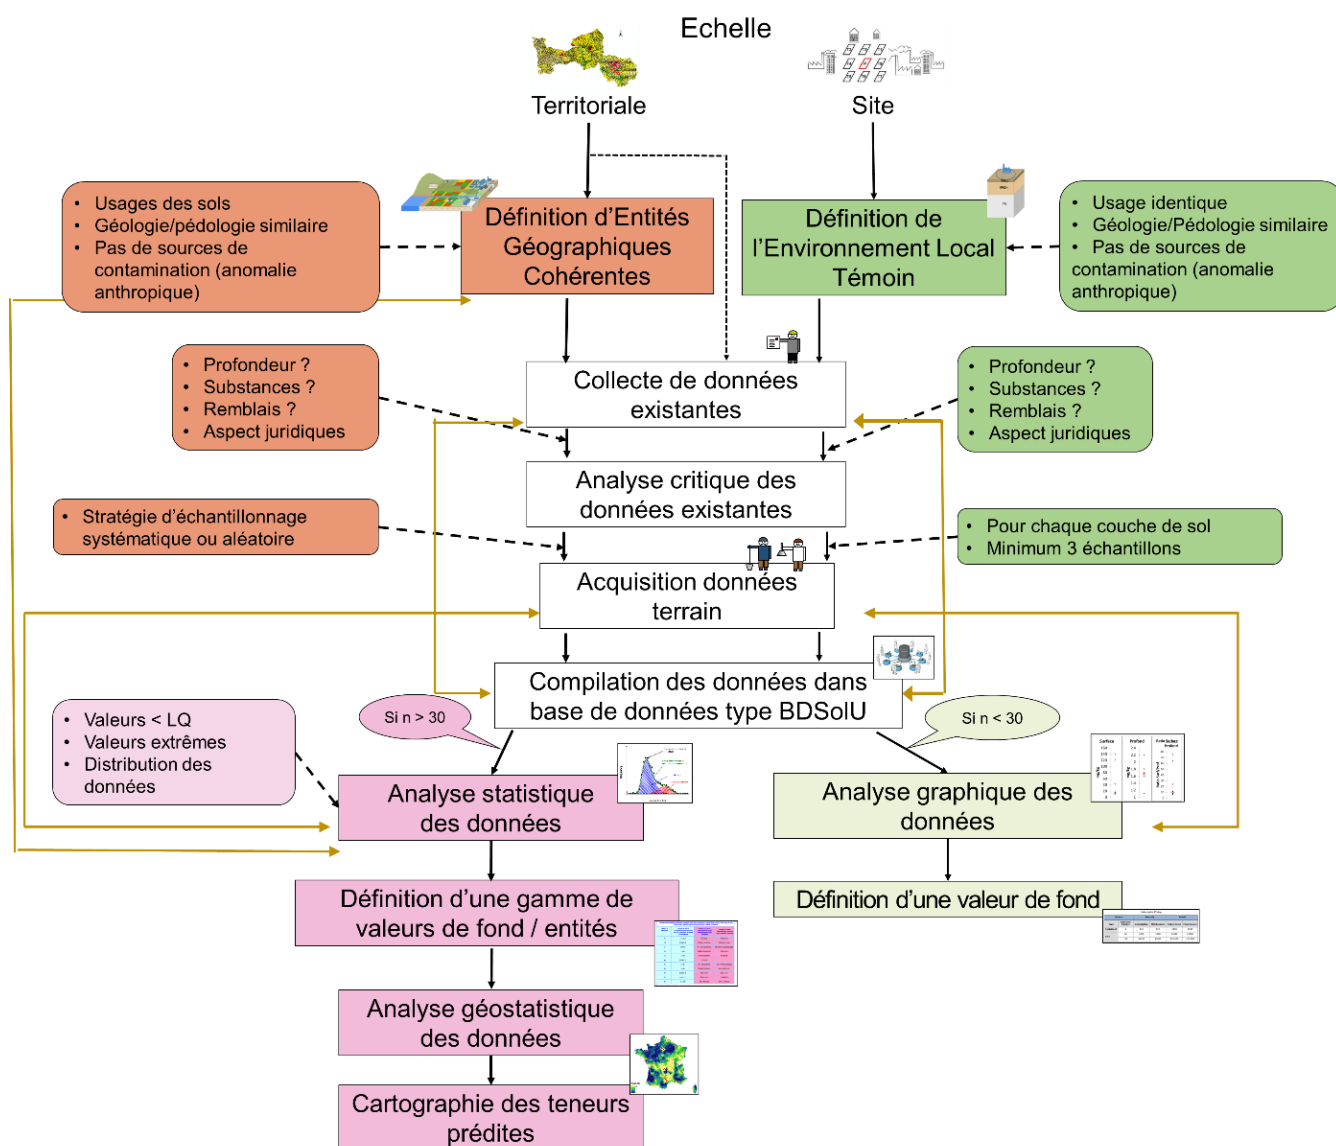 Echelle
Territoriale
Site
• Usages des sols
• Géologie/pédologie similaire
• Pas de sources de
contamination (anomalie
anthropique)
Définition d'Entités
Géographiques
Cohérentes
Définition de
l'Environnement Local
Témoin
• Usage identique
• Géologie/Pédologie similaire
• Pas de sources de
contamination (anomalie
anthropique)
• Profondeur ?
• Substances ?
• Remblais ?
• Aspect juridiques
Collecte de données
existantes
• Profondeur ?
• Substances ?
• Remblais ?
• Aspect juridiques
Analyse critique des
données existantes
• Stratégie d'échantillonnage
systématique ou aléatoire
• Pour chaque couche de sol
• Minimum 3 échantillons
Acquisition données
terrain
Compilation des données dans
base de données type BDSolU
Si n > 30
Si n < 30
• Valeurs < LQ
• Valeurs extrêmes
• Distribution des
données
Analyse statistique
des données
Surface
Profond
Analyse graphique des
données
Définition d'une gamme de
valeurs de fond / entités
Définition d'une valeur de fond
Analyse géostatistique
des données
Cartographie des teneurs
prédites